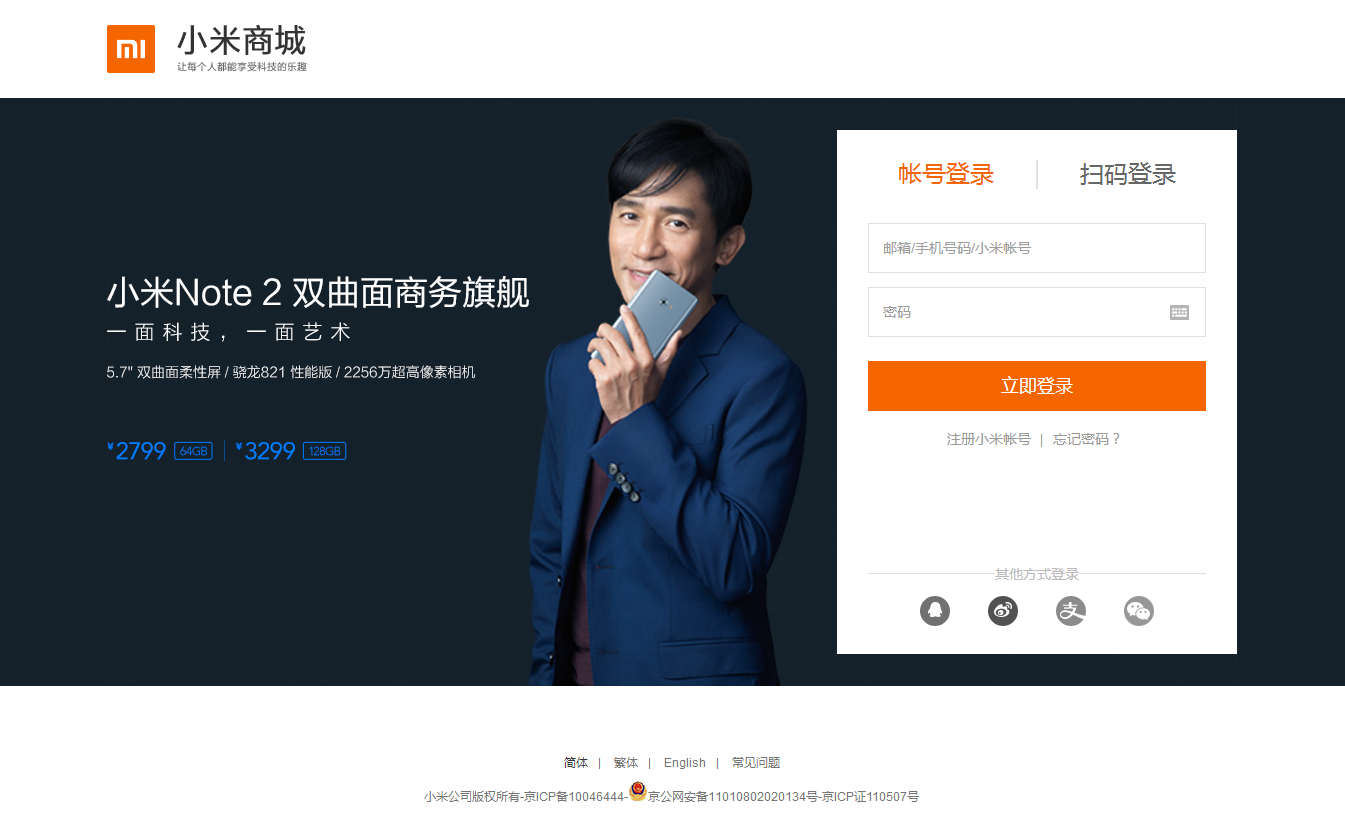 小米商城
让每个人都能享受科技的乐趣
小米Note 2 双曲面商务旗舰
一面科技，一面艺术
5.7" 双曲面柔性屏 / 骁龙821 性能版 / 2256万超高像素相机
¥2799 64GB ¥3299 128GB
帐号登录 扫码登录
邮箱/手机号码/小米帐号
密码
立即登录
注册小米帐号 | 忘记密码？
其他方式登录
支
简体 | 繁体 | English | 常见问题
小米公司版权所有-京ICP备10046444-京公网安备11010802020134号-京ICP证110507号